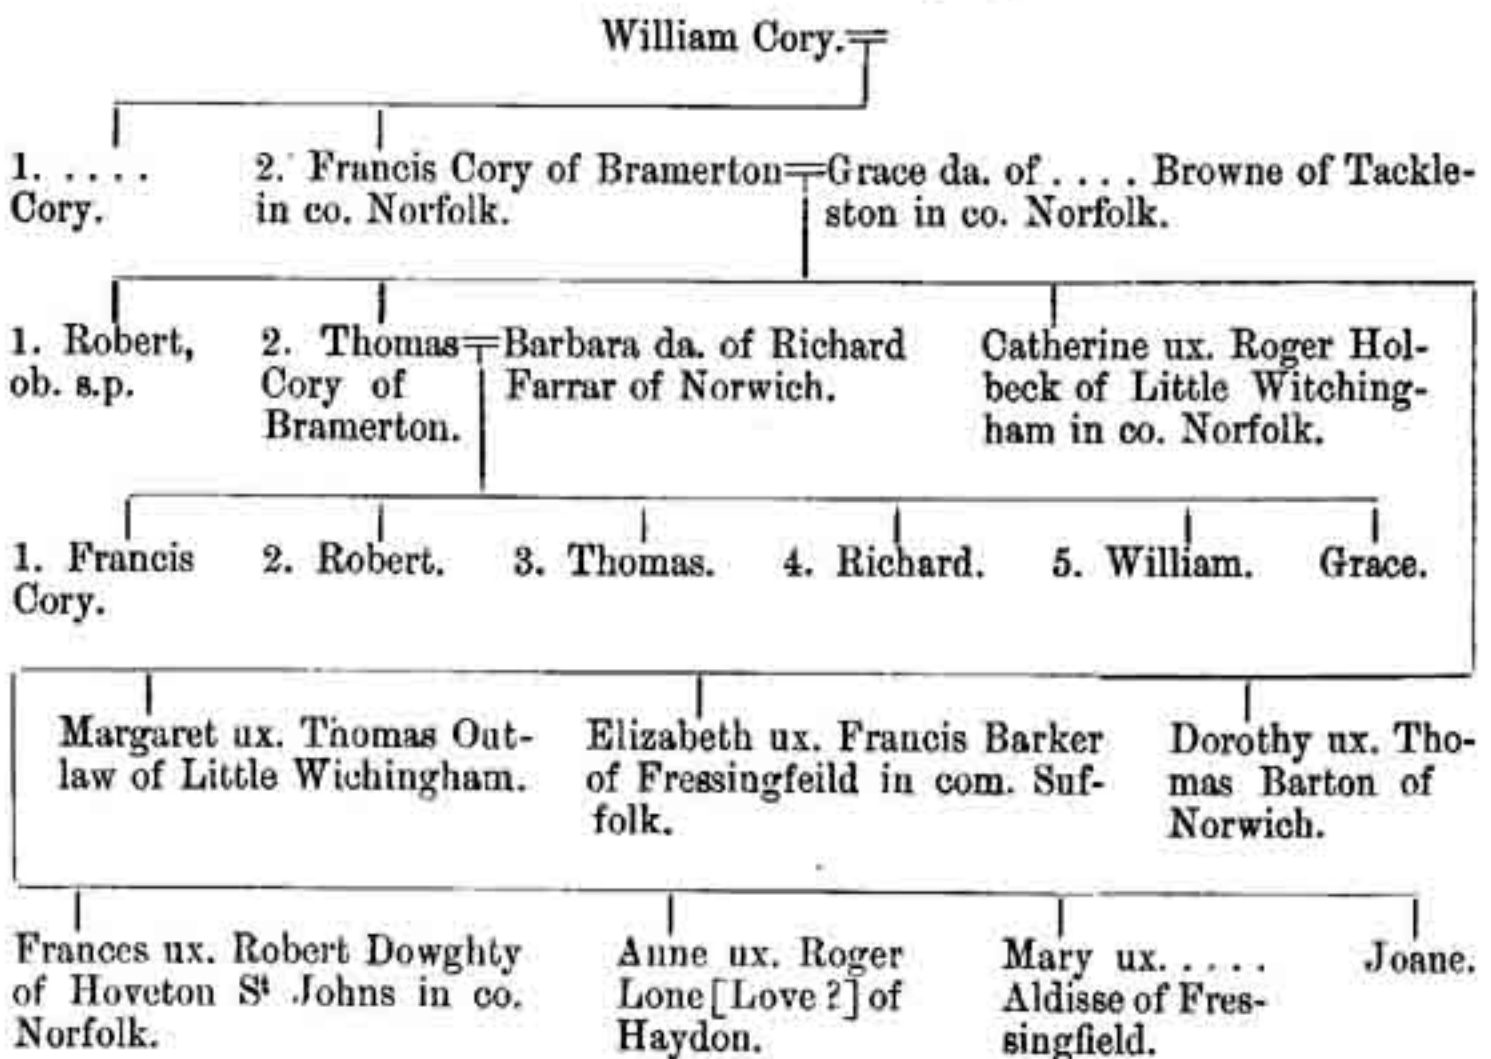 William Cory.
1. . . . .
Cory.
2. Francis Cory of Bramerton
in co. Norfolk.
Grace da. of . . . . Browne of Tackle-
ston in co. Norfolk.
1. Robert,
ob. s.p.
2. Thomas
Cory of
Bramerton.
Barbara da. of Richard
Farrar of Norwich.
Catherine ux. Roger Hol-
beck of Little Witching-
ham in co. Norfolk.
1. Francis
Cory.
2. Robert.
3. Thomas.
4. Richard.
5. William.
Grace.
Margaret ux. Thomas Out-
law of Little Wichingham.
Elizabeth ux. Francis Barker
of Fressingfeild in com. Suf-
folk.
Dorothy ux. Tho-
mas Barton of
Norwich.
Frances ux. Robert Dowghty
of Hoveton Sᵗ Johns in co.
Norfolk.
Anne ux. Roger
Lone [Love ?] of
Haydon.
Mary ux. . . . .
Aldisse of Fres-
singfield.
Joane.